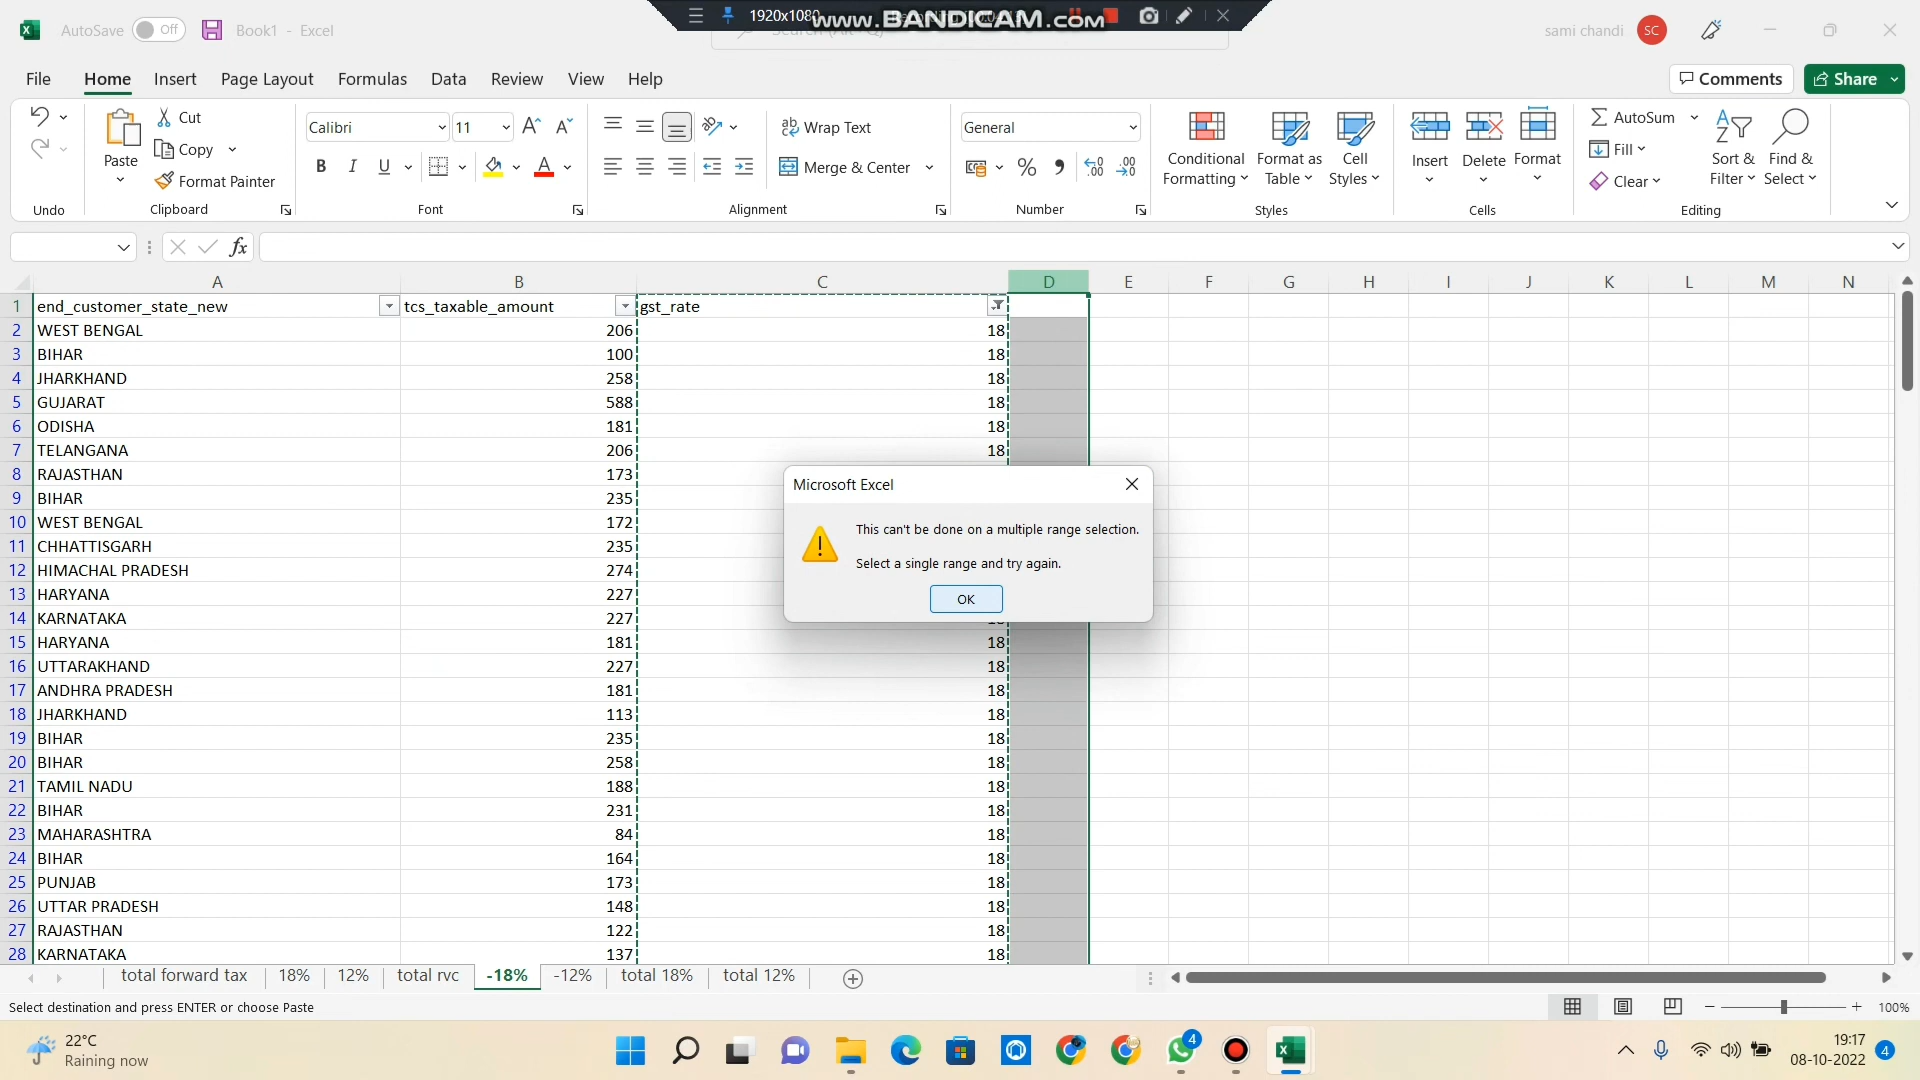 1920x1080
www.BANDICAM.com
AutoSave Off Book1 - Excel
sami chandi SC
File Home Insert Page Layout Formulas Data Review View Help
Comments Share
Cut
Copy
Format Painter
Paste
Undo
Clipboard
Calibri 11
B I U
Font
Wrap Text
Merge & Center
Alignment
General
Number
Conditional Formatting
Format as Table
Cell Styles
Styles
Insert Delete Format
Cells
AutoSum
Fill
Clear
Sort & Filter
Find & Select
Editing
fx
A B C D E F G H I J K L M N
1 end_customer_state_new tcs_taxable_amount gst_rate
2 WEST BENGAL 206 18
3 BIHAR 100 18
4 JHARKHAND 258 18
5 GUJARAT 588 18
6 ODISHA 181 18
7 TELANGANA 206 18
8 RAJASTHAN 173
9 BIHAR 235
10 WEST BENGAL 172
11 CHHATTISGARH 235
12 HIMACHAL PRADESH 274
13 HARYANA 227
14 KARNATAKA 227
15 HARYANA 181 18
16 UTTARAKHAND 227 18
17 ANDHRA PRADESH 181 18
18 JHARKHAND 113 18
19 BIHAR 235 18
20 BIHAR 258 18
21 TAMIL NADU 188 18
22 BIHAR 231 18
23 MAHARASHTRA 84 18
24 BIHAR 164 18
25 PUNJAB 173 18
26 UTTAR PRADESH 148 18
27 RAJASTHAN 122 18
28 KARNATAKA 137 18
Microsoft Excel
This can't be done on a multiple range selection.
Select a single range and try again.
OK
total forward tax 18% 12% total rvc -18% -12% total 18% total 12%
Select destination and press ENTER or choose Paste
100%
22°C
Raining now
4
19:17
08-10-2022
4